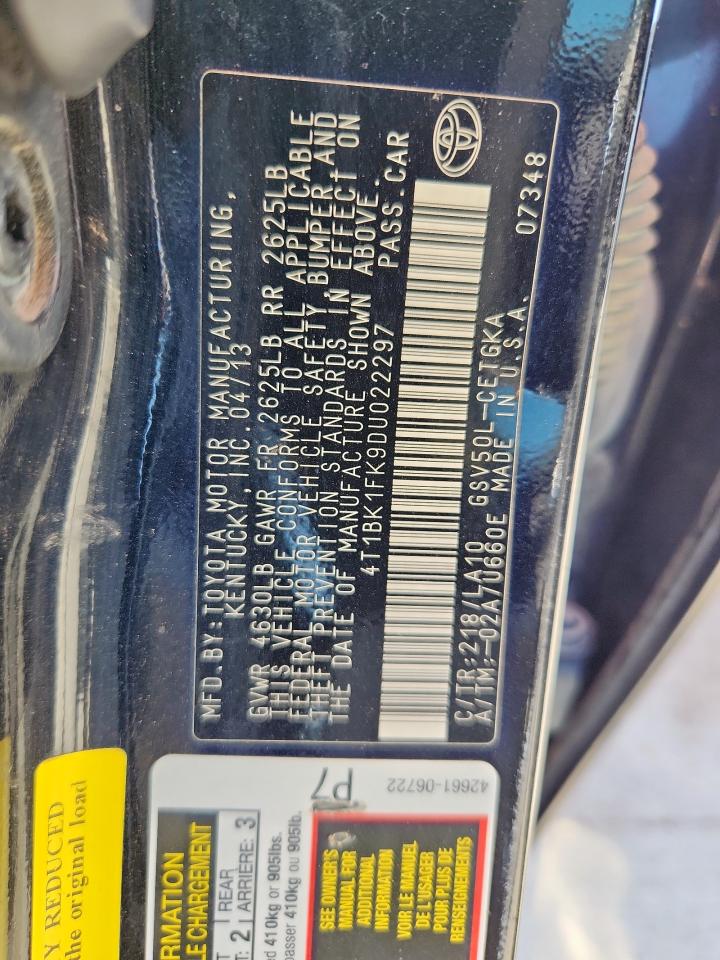 MFD.BY:TOYOTA MOTOR MANUFACTURING,
KENTUCKY,INC.04/13
GVWR 4630LB GAWR FR 2625LB RR 2625LB
THIS VEHICLE CONFORMS TO ALL APPLICABLE
FEDERAL MOTOR VEHICLE SAFETY, BUMPER,AND
THEFT PREVENTION STANDARDS IN EFFECT ON
THE DATE OF MANUFACTURE SHOWN ABOVE.
4T1BK1FK9DU022297 PASS.CAR
C/TR:218/LA10 GSV50L-CETGKA
A/TM:-02A/U660E MADE IN U.S.A.
07348
Y REDUCED
the original load
RMATION
LE CHARGEMENT
T: 2
REAR
ARRIERE: 3
ed 410kg or 905lbs.
passer 410kg ou 905lb.
P7
42661-06722
SEE OWNER'S
MANUAL FOR
ADDITIONAL
INFORMATION
VOIR LE MANUEL
DE L'USAGER
POUR PLUS DE
RENSEIGNEMENTS